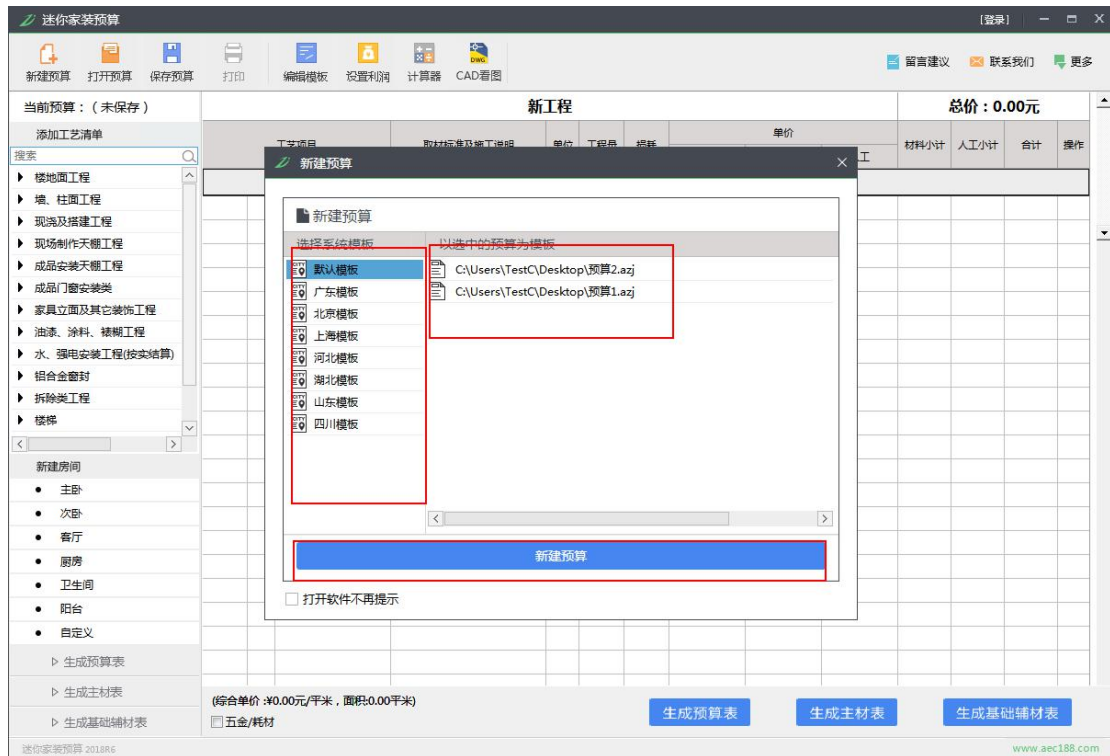 迷你家装预算
[登录]
新建预算 打开预算 保存预算 打印 编辑模板 设置利润 计算器 CAD看图
留言建议 联系我们 更多
当前预算：（未保存）
新工程
总价：0.00元
添加工艺清单
搜索
楼地面工程
墙、柱面工程
现浇及搭建工程
现场制作天棚工程
成品安装天棚工程
成品门窗安装类
家具立面及其它装饰工程
油漆、涂料、裱糊工程
水、强电安装工程(按实结算)
铝合金窗封
拆除类工程
楼梯
新建房间
主卧
次卧
客厅
厨房
卫生间
阳台
自定义
生成预算表
生成主材表
生成基础辅材表
工艺项目 取材标准及施工说明 单位 工程量 损耗 单价 材料小计 人工小计 合计 操作
工
新建预算
新建预算
选择系统模板 以选中的预算为模板
默认模板 C:\Users\TestC\Desktop\预算2.azj
广东模板 C:\Users\TestC\Desktop\预算1.azj
北京模板
上海模板
河北模板
湖北模板
山东模板
四川模板
新建预算
打开软件不再提示
(综合单价 :¥0.00元/平米，面积:0.00平米)
五金/耗材
生成预算表 生成主材表 生成基础辅材表
迷你家装预算 2018R6
www.aec188.com